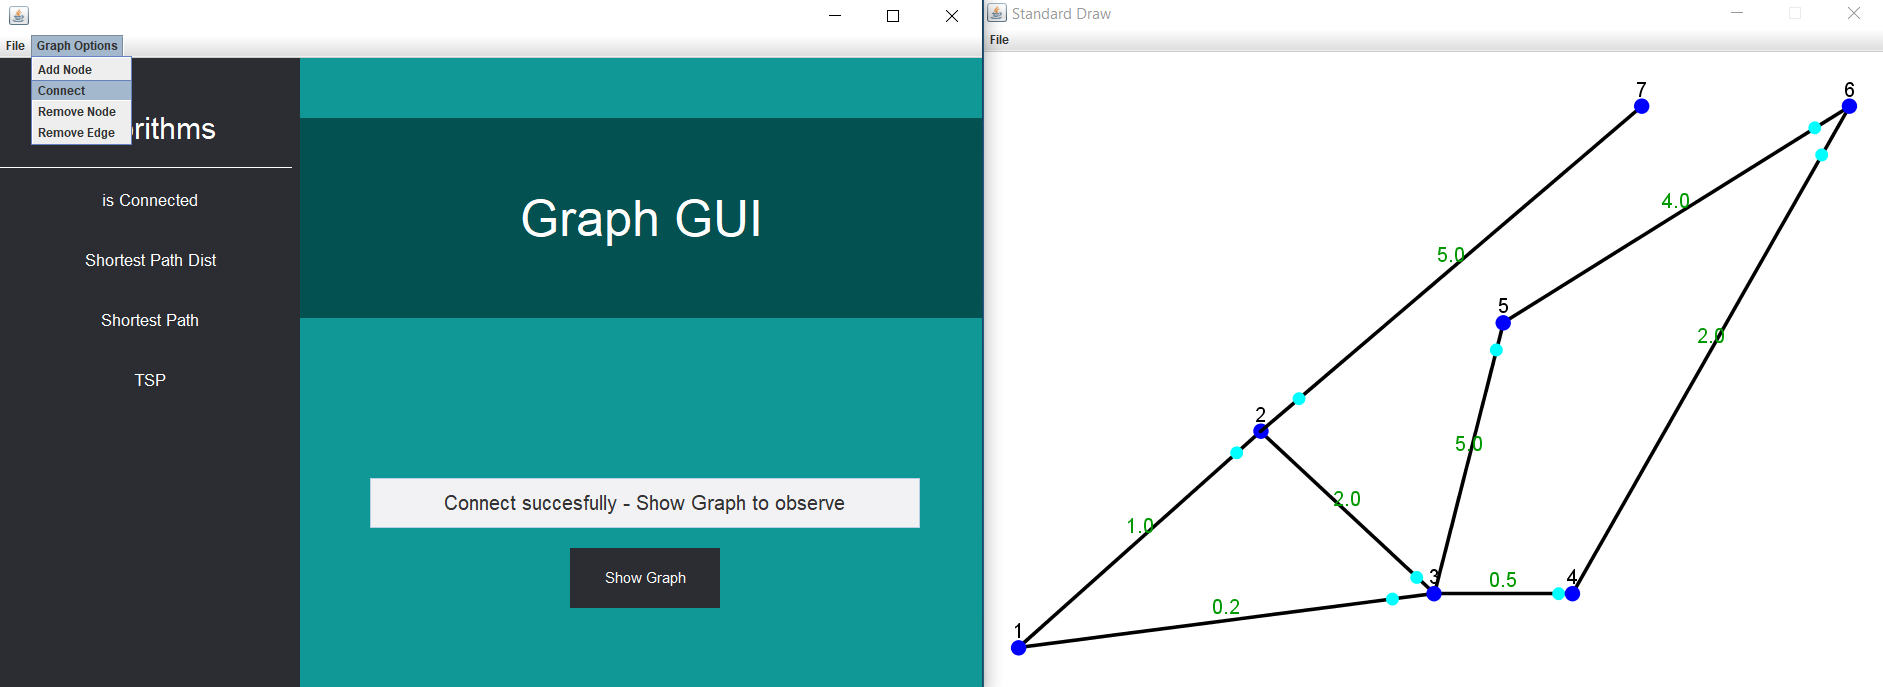 File Graph Options
Add Node
Connect
Remove Node
Remove Edge
rithms
is Connected
Shortest Path Dist
Shortest Path
TSP
Graph GUI
Connect succesfully - Show Graph to observe
Show Graph
Standard Draw
File
7
6
4.0
5.0
5
2.0
2
5.0
2.0
1.0
3
0.5
4
0.2
1